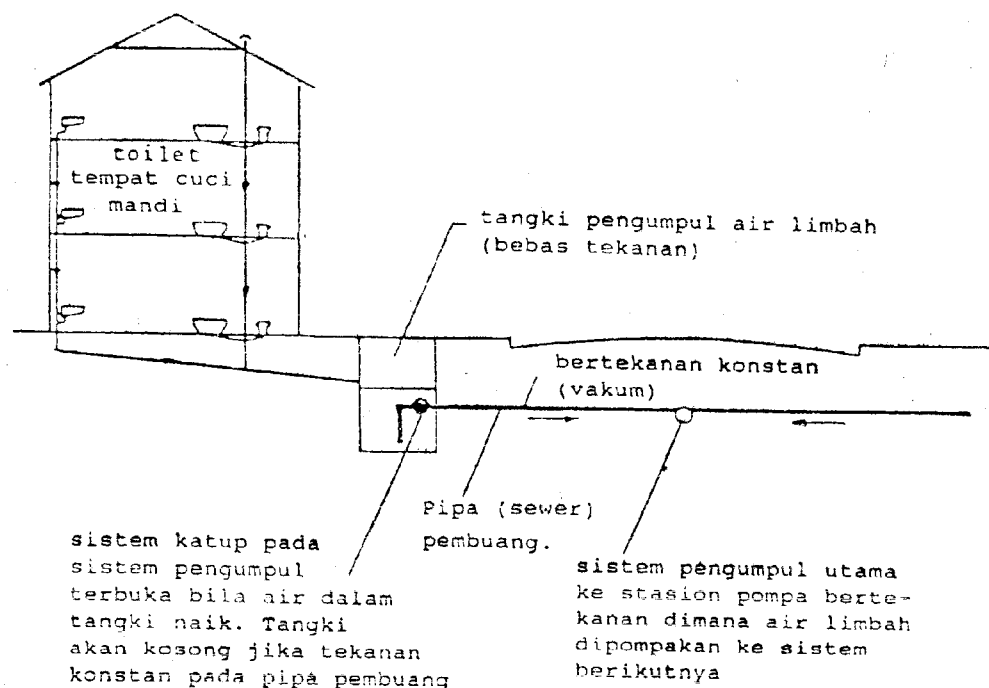 toilet
tempat cuci
mandi
tangki pengumpul air limbah
(bebas tekanan)
bertekanan konstan
(vakum)
Pipa (sewer)
pembuang.
sistem katup pada
sistem pengumpul
terbuka bila air dalam
tangki naik. Tangki
akan kosong jika tekanan
konstan pada pipa pembuang
sistem pengumpul utama
ke stasion pompa berte-
kanan dimana air limbah
dipompakan ke sistem
berikutnya